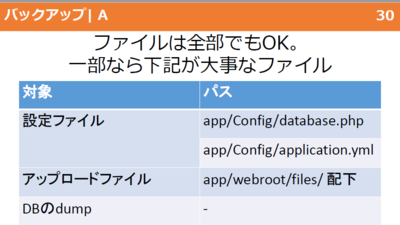 バックアップ| A
30
ファイルは全部でもOK。
一部なら下記が大事なファイル
対象 パス
設定ファイル app/Config/database.php
app/Config/application.yml
アップロードファイル app/webroot/files/ 配下
DBのdump -